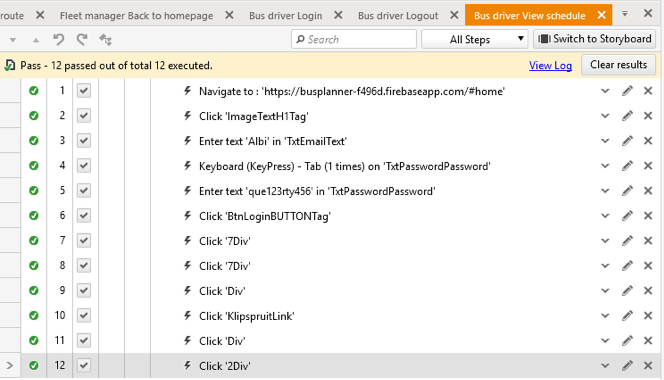 route Fleet manager Back to homepage Bus driver Login Bus driver Logout Bus driver View schedule
Search All Steps Switch to Storyboard
Pass - 12 passed out of total 12 executed. View Log Clear results
1 Navigate to : 'https://busplanner-f496d.firebaseapp.com/#home'
2 Click 'ImageTextH1Tag'
3 Enter text 'Albi' in 'TxtEmailText'
4 Keyboard (KeyPress) - Tab (1 times) on 'TxtPasswordPassword'
5 Enter text 'que123rty456' in 'TxtPasswordPassword'
6 Click 'BtnLoginBUTTONTag'
7 Click '7Div'
8 Click '7Div'
9 Click 'Div'
10 Click 'KlipspruitLink'
11 Click 'Div'
12 Click '2Div'